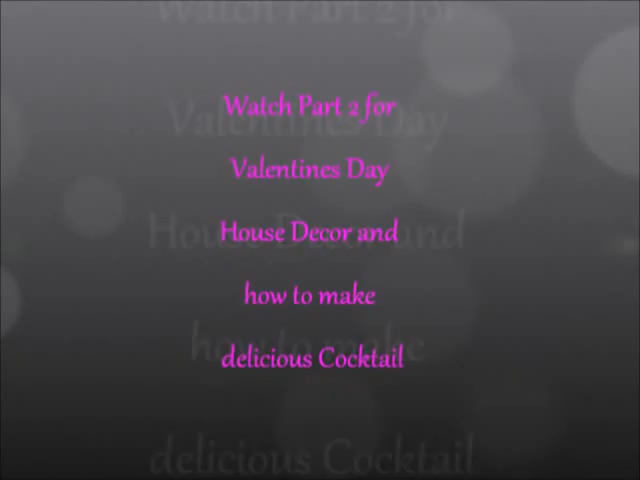 Watch Part 2 for
Valentines Day
House Decor and
how to make
delicious Cocktail